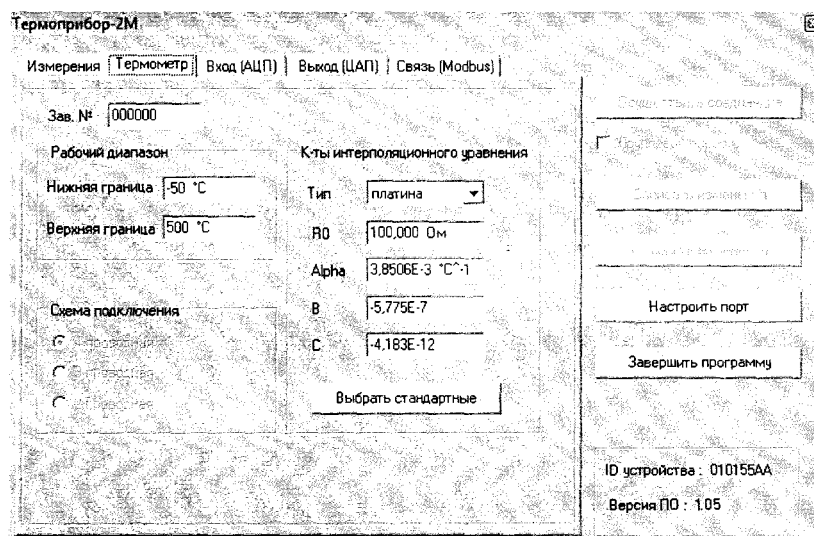 Термоприбор-2М
Измерения Термометр Вход (АЦП) Выход (ЦАП) Связь (Modbus)
Зав. № 000000
Рабочий диапазон
Нижняя граница -50 °C
Верхняя граница 500 °C
Схема подключения
К-ты интерполяционного уравнения
Тип платина
R0 100,000 Ом
Alpha 3,8506E-3 °C^-1
B -5,775E-7
C -4,183E-12
Выбрать стандартные
Настроить порт
Завершить программу
ID устройства : 010155AA
Версия ПО : 1.05